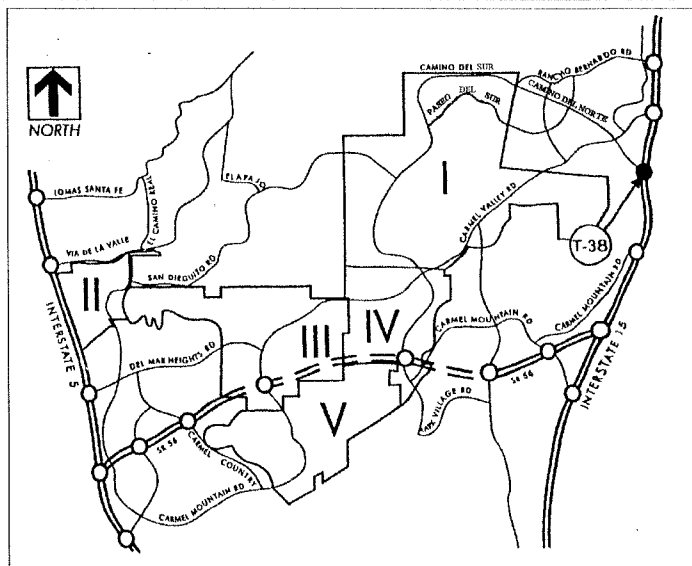 NORTH
CAMINO DEL SUR
RANCHO BERNARDO RD
CAMINO DEL NORTE
PASEO DEL SUR
LOMAS SANTA FE
EL CAMINO REAL
EL APAJO
I
CARMEL VALLEY RD
T-38
VIA DE LA VALLE
SAN DIEGUITO RD
II
INTERSTATE 5
CARMEL MOUNTAIN RD
III
IV
CARMEL MOUNTAIN RD
DEL MAR HEIGHTS RD
SR 56
INTERSTATE 15
V
VILLAGE RD
SR 56
CARMEL COUNTRY
CARMEL MOUNTAIN RD